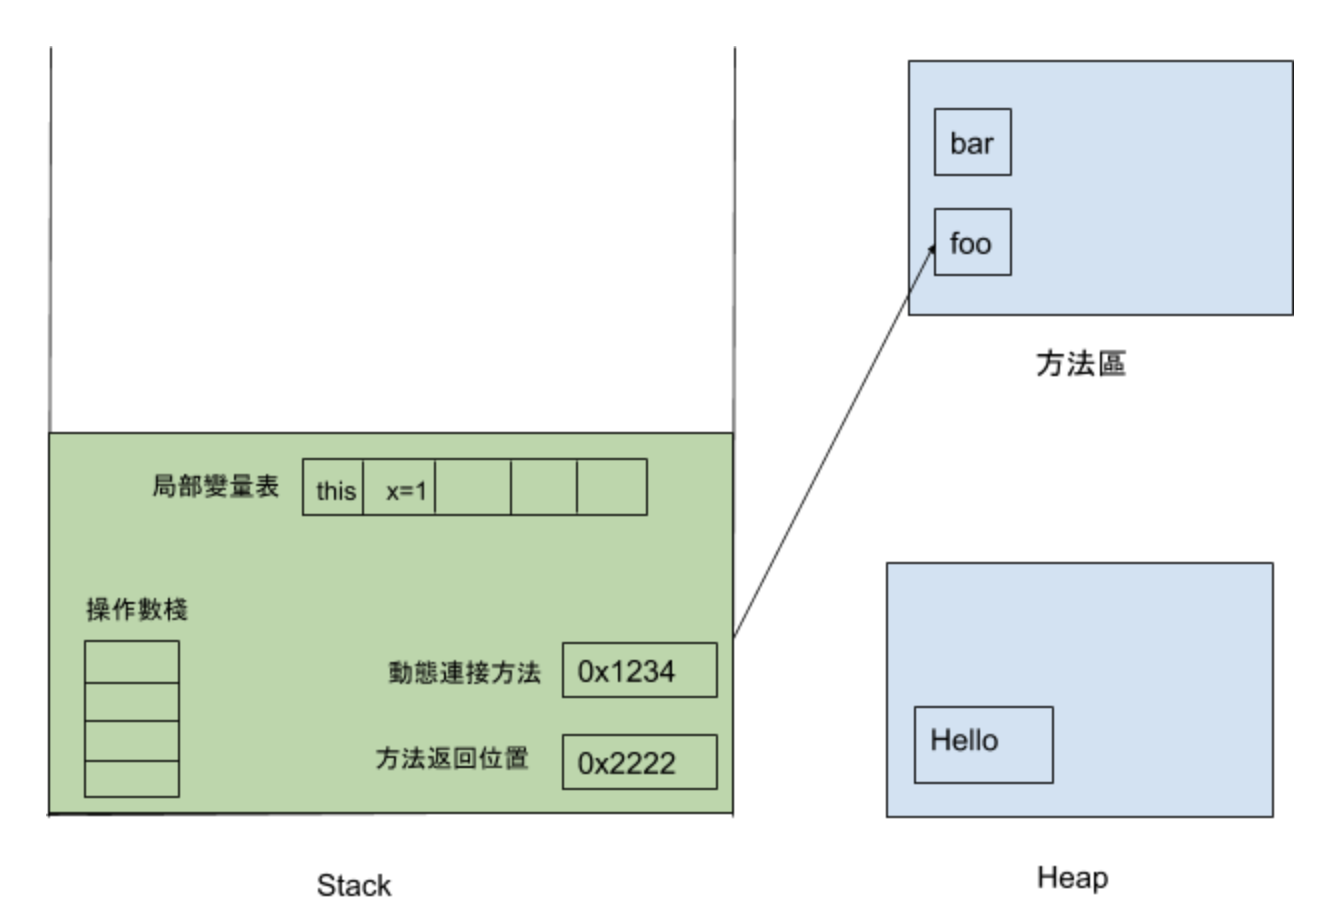 bar
foo
方法區
局部變量表
this
x=1
操作數棧
動態連接方法
0x1234
方法返回位置
0x2222
Stack
Hello
Heap